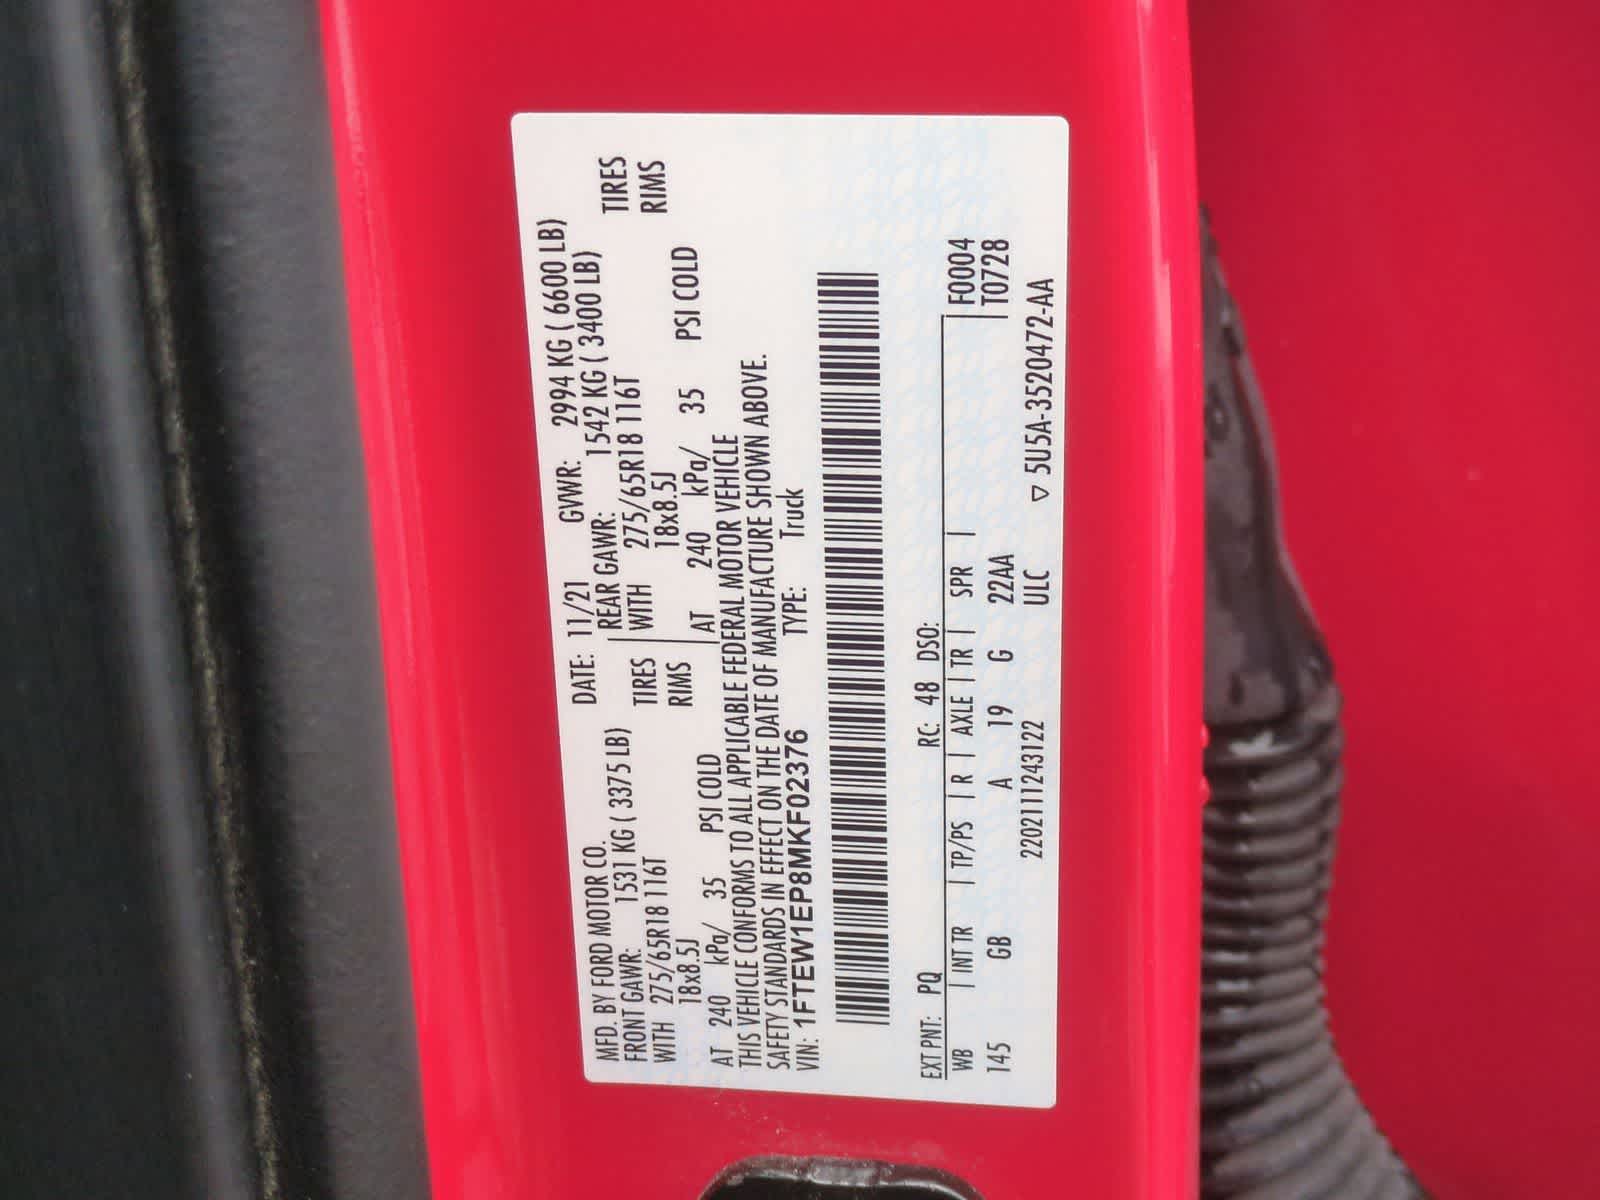 MFD. BY FORD MOTOR CO. DATE: 11/21 GVWR: 2994 KG ( 6600 LB)
FRONT GAWR: 1531 KG ( 3375 LB) REAR GAWR: 1542 KG ( 3400 LB)
WITH 275/65R18 116T TIRES WITH 275/65R18 116T TIRES
18x8.5J RIMS 18x8.5J RIMS
AT 240 kPa/ 35 PSI COLD AT 240 kPa/ 35 PSI COLD
THIS VEHICLE CONFORMS TO ALL APPLICABLE FEDERAL MOTOR VEHICLE
SAFETY STANDARDS IN EFFECT ON THE DATE OF MANUFACTURE SHOWN ABOVE.
VIN: 1FTEW1EP8MKF02376 TYPE: Truck
EXT PNT: PQ RC: 48 DSO:
WB | INT TR | TP/PS | R | AXLE | TR | SPR | F0004
145 GB A 19 G 22AA T0728
2202111243122 ULC ▽ 5U5A-3520472-AA